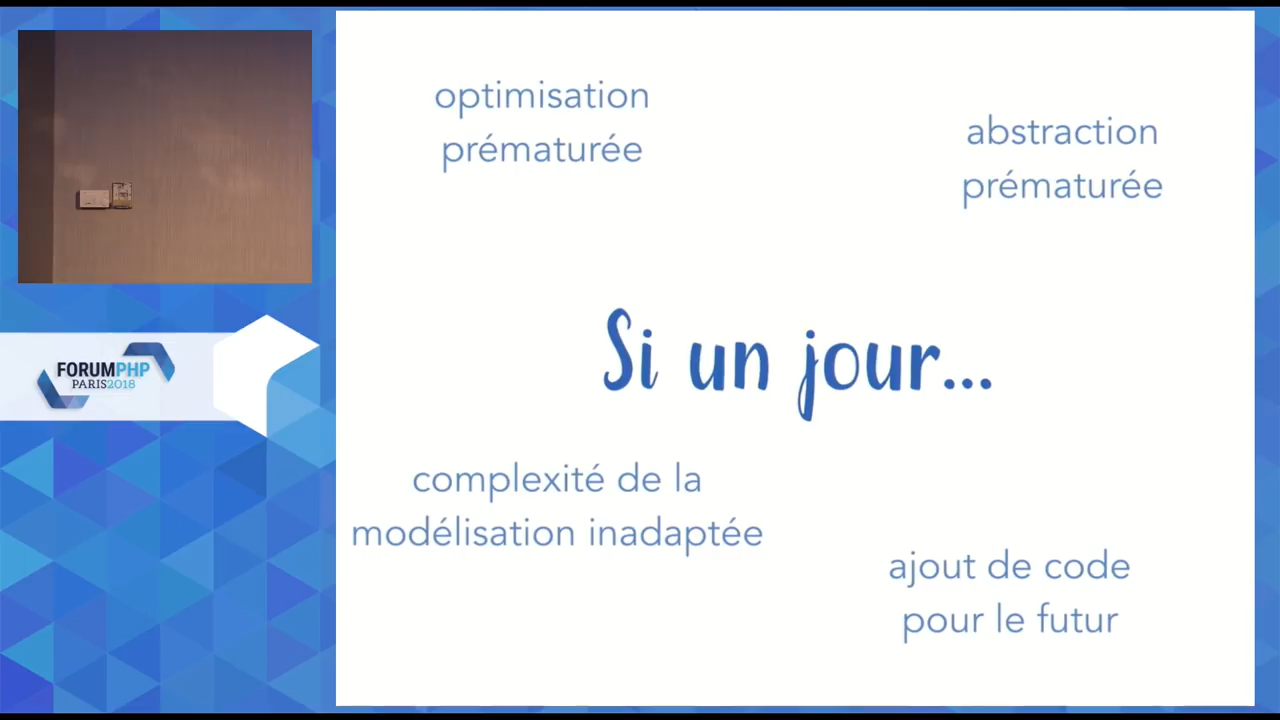 optimisation
prématurée
abstraction
prématurée
Si un jour...
complexité de la
modélisation inadaptée
ajout de code
pour le futur
FORUMPHP
PARIS2018